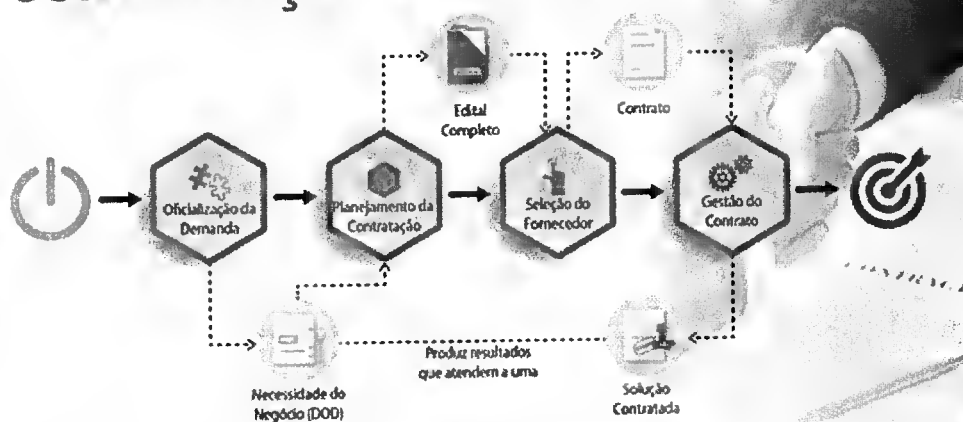 Edital
Completo
Contrato
Oficialização da
Demanda
Planejamento da
Contratação
Seleção do
Fornecedor
Gestão do
Contrato
Produz resultados
que atendem a uma
Necessidade do
Negócio (DOD)
Solução
Contratada